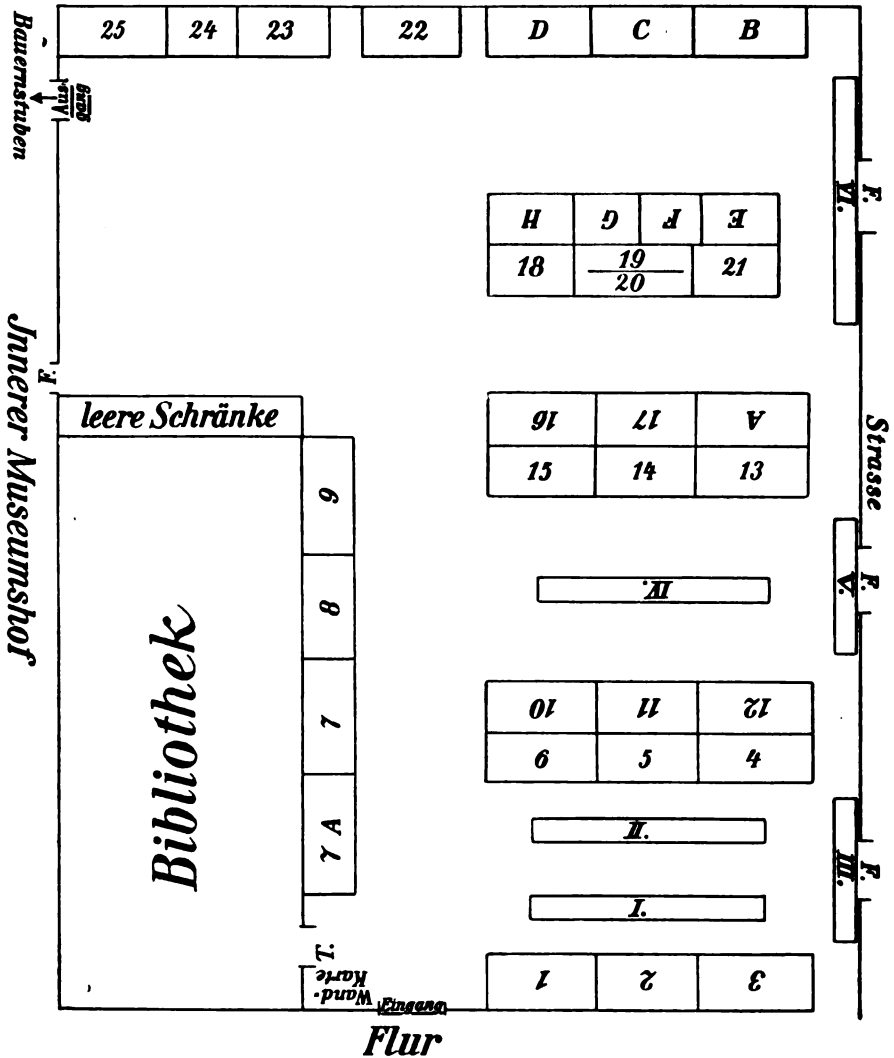 25 24 23 22 D C B
Bauernstuben
Ausgang
F.
VI.
H G F E
18 19 20 21
Innerer Museumshof
F.
leere Schränke
16 17 A
15 14 13
Strasse
9
8
7
7 A
IV.
F.
V.
Bibliothek
10 11 12
6 5 4
II.
F.
III.
I.
T.
Wand-
Karte
1 2 3
Eingang
Flur